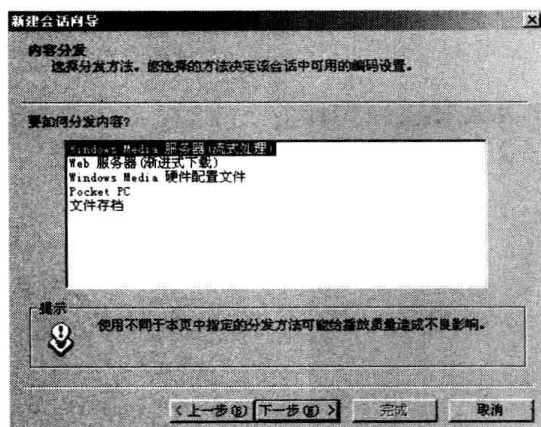 新建会话向导
内容分发
选择分发方法。您选择的方法决定该会话中可用的编码设置。
要如何分发内容?
Windows Media 服务器(流式处理)
Web 服务器(渐进式下载)
Windows Media 硬件配置文件
Pocket PC
文件存档
提示
使用不同于本页中指定的分发方法可能给播放质量造成不良影响。
< 上一步(B) 下一步(N) > 完成 取消